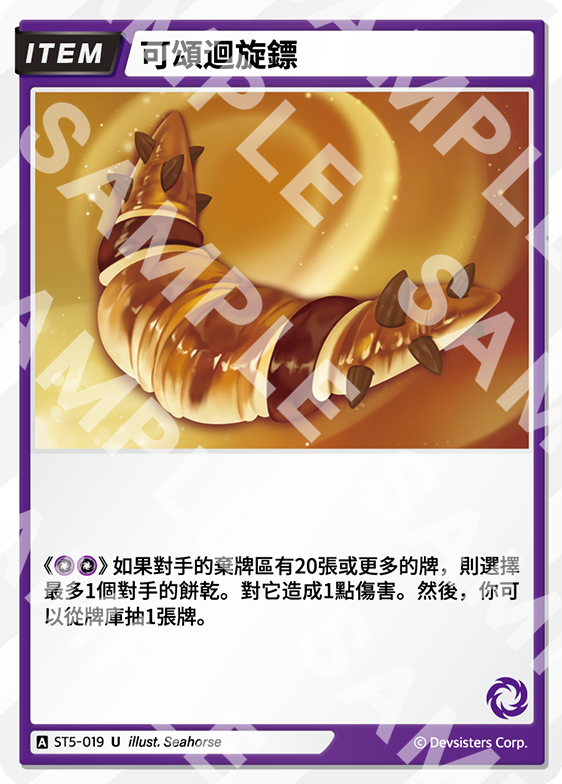 ITEM
可頌迴旋鏢
《》如果對手的棄牌區有20張或更多的牌，則選擇
最多1個對手的餅乾。對它造成1點傷害。然後，你可
以從牌庫抽1張牌。
A ST5-019 U illust. Seahorse
© Devsisters Corp.
SAMPLE
SAMPLE
SAMPLE
SAMPLE